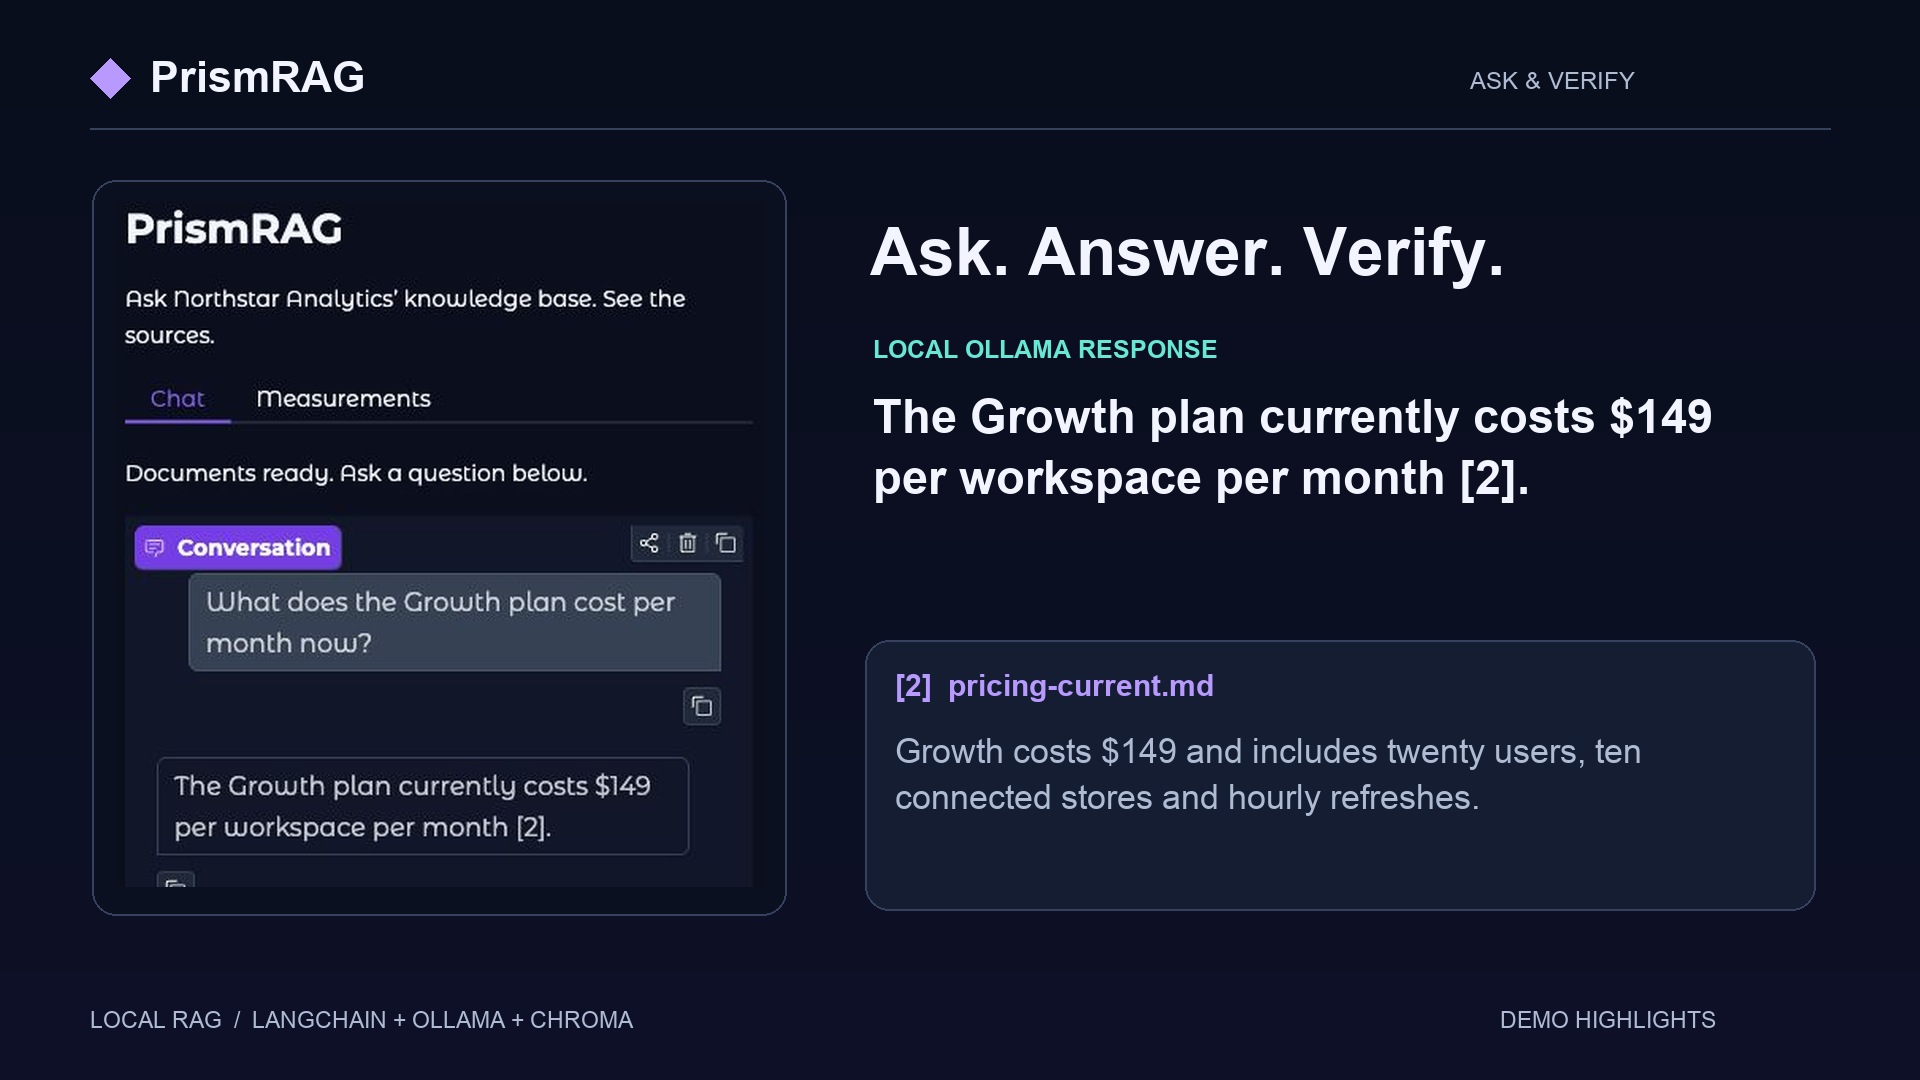 PrismRAG
ASK & VERIFY
PrismRAG
Ask Northstar Analytics’ knowledge base. See the
sources.
Chat
Measurements
Documents ready. Ask a question below.
Conversation
What does the Growth plan cost per
month now?
The Growth plan currently costs $149
per workspace per month [2].
Ask. Answer. Verify.
LOCAL OLLAMA RESPONSE
The Growth plan currently costs $149
per workspace per month [2].
[2] pricing-current.md
Growth costs $149 and includes twenty users, ten
connected stores and hourly refreshes.
LOCAL RAG / LANGCHAIN + OLLAMA + CHROMA
DEMO HIGHLIGHTS